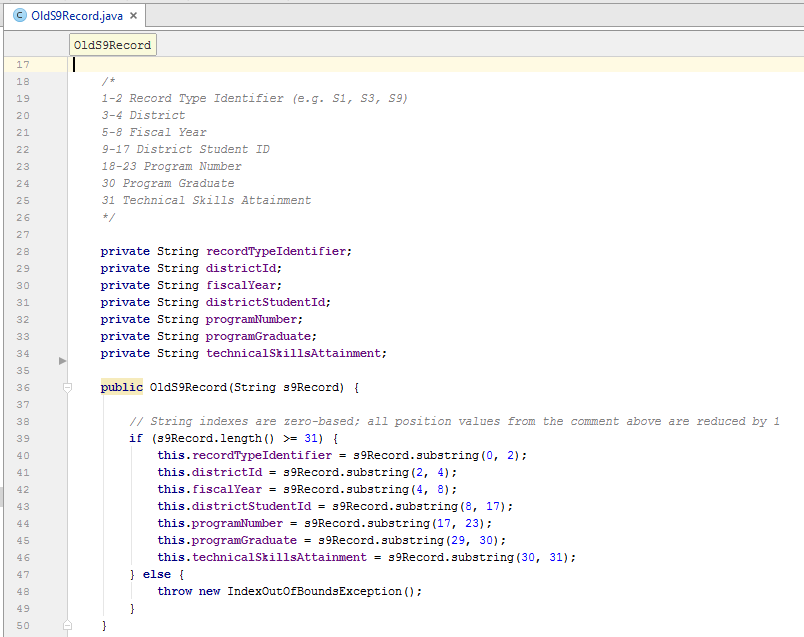 OldS9Record.java ×
OldS9Record
17
18 /*
19 1-2 Record Type Identifier (e.g. S1, S3, S9)
20 3-4 District
21 5-8 Fiscal Year
22 9-17 District Student ID
23 18-23 Program Number
24 30 Program Graduate
25 31 Technical Skills Attainment
26 */
27
28 private String recordTypeIdentifier;
29 private String districtId;
30 private String fiscalYear;
31 private String districtStudentId;
32 private String programNumber;
33 private String programGraduate;
34 private String technicalSkillsAttainment;
35
36 public OldS9Record(String s9Record) {
37
38 // String indexes are zero-based; all position values from the comment above are reduced by 1
39 if (s9Record.length() >= 31) {
40 this.recordTypeIdentifier = s9Record.substring(0, 2);
41 this.districtId = s9Record.substring(2, 4);
42 this.fiscalYear = s9Record.substring(4, 8);
43 this.districtStudentId = s9Record.substring(8, 17);
44 this.programNumber = s9Record.substring(17, 23);
45 this.programGraduate = s9Record.substring(29, 30);
46 this.technicalSkillsAttainment = s9Record.substring(30, 31);
47 } else {
48 throw new IndexOutOfBoundsException();
49 }
50 }